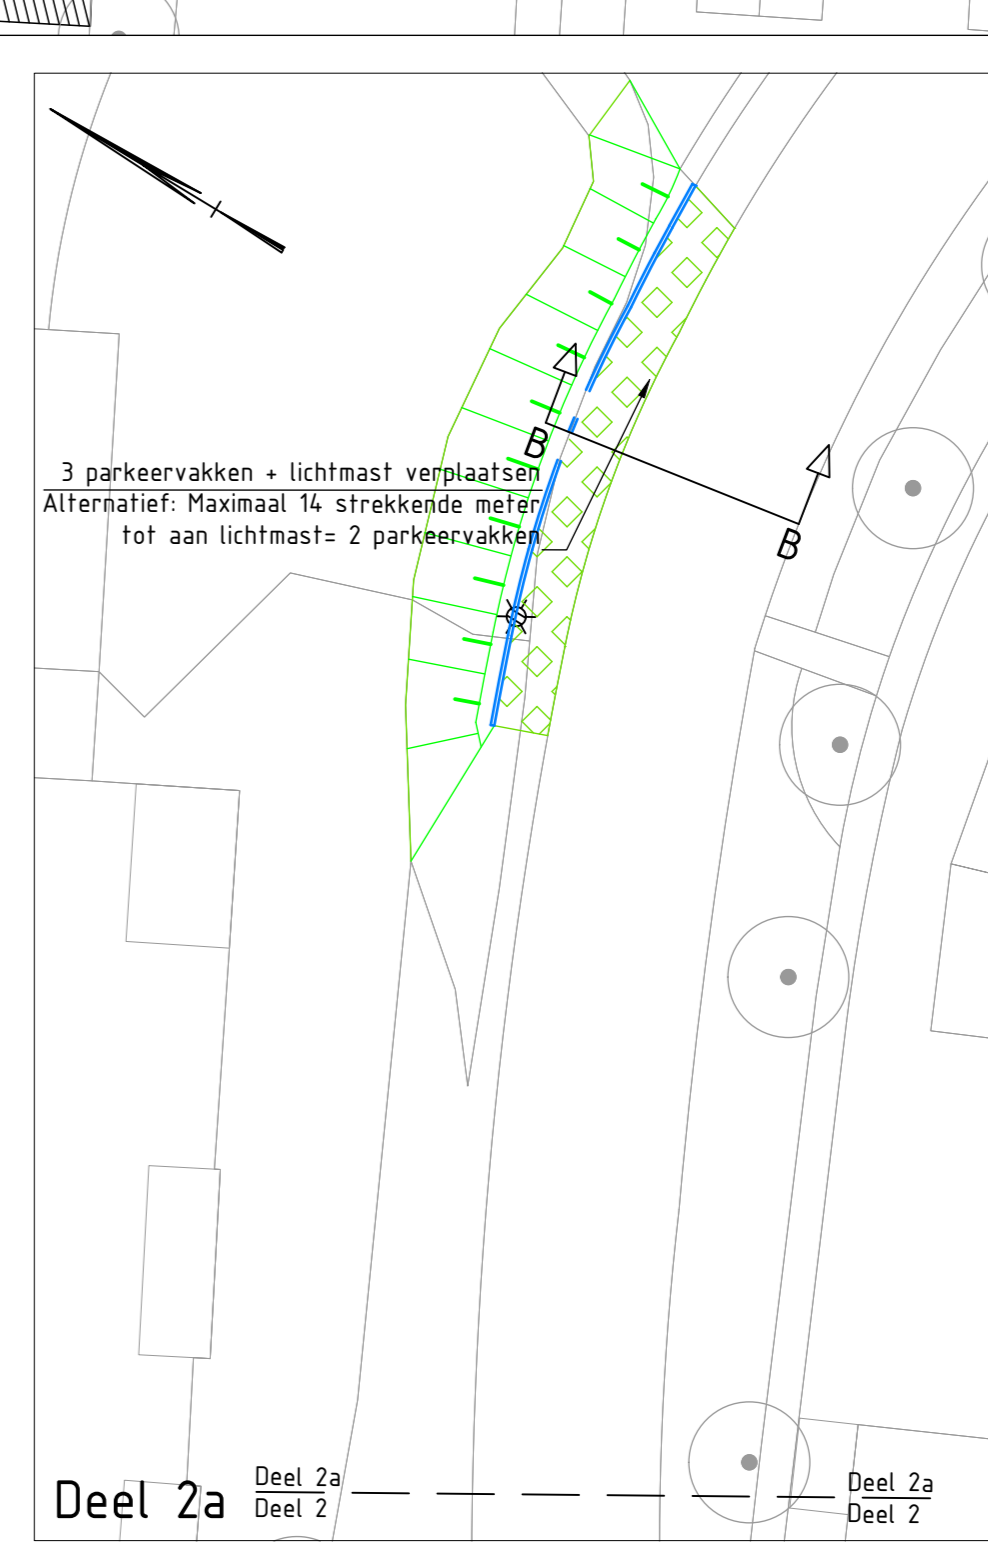 B
3 parkeervakken + lichtmast verplaatsen
Alternatief: Maximaal 14 strekkende meter
tot aan lichtmast= 2 parkeervakken
B
Deel 2a
Deel 2a
Deel 2
Deel 2a
Deel 2